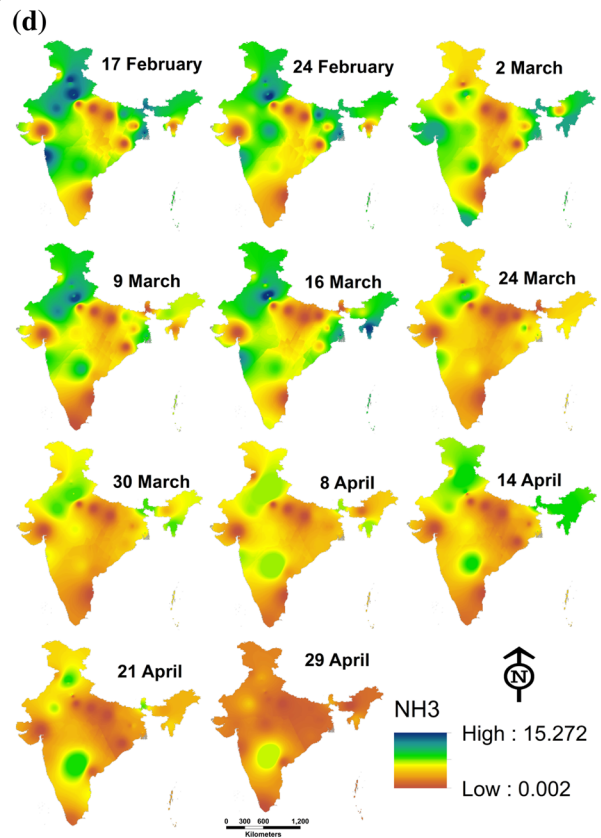 (d)
17 February
24 February
2 March
9 March
16 March
24 March
30 March
8 April
14 April
21 April
29 April
N
NH3
High : 15.272
Low : 0.002
0 300 600 1,200
Kilometers